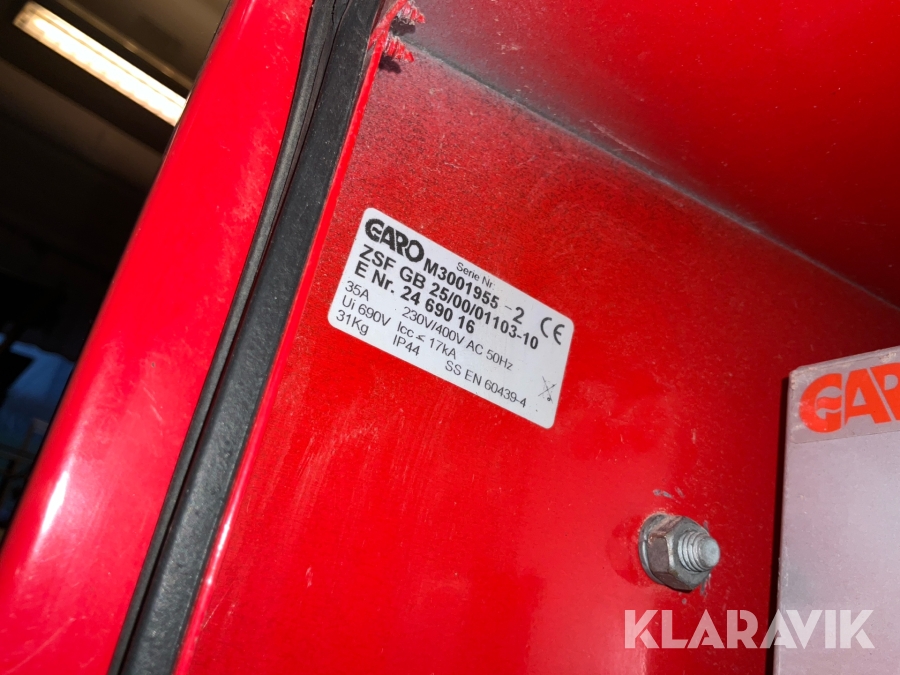 GARO Serie Nr.
M3001955 -2
ZSF GB 25/00/01103-10
E Nr. 24 690 16
35A 230V/400V AC 50Hz
Ui 690V Icc ≤ 17kA
31Kg IP44 SS EN 60439-4
CE
GARO
KLARAVIK